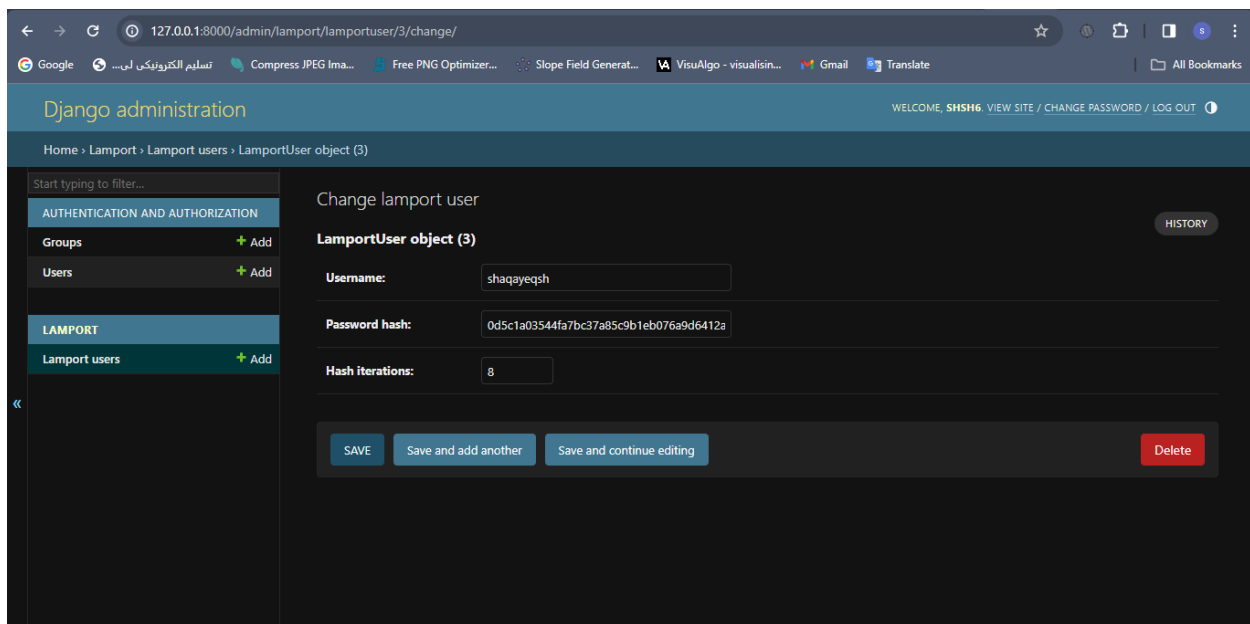 127.0.0.1:8000/admin/lamport/lamportuser/3/change/
S
Google تسلیم الکترونیکی لی... Compress JPEG Ima... Free PNG Optimizer... Slope Field Generat... VisuAlgo - visualisin... Gmail Translate All Bookmarks
Django administration
WELCOME, SHSH6. VIEW SITE / CHANGE PASSWORD / LOG OUT
Home › Lamport › Lamport users › LamportUser object (3)
Start typing to filter...
AUTHENTICATION AND AUTHORIZATION
Groups + Add
Users + Add
LAMPORT
Lamport users + Add
«
Change lamport user
HISTORY
LamportUser object (3)
Username: shaqayeqsh
Password hash: 0d5c1a03544fa7bc37a85c9b1eb076a9d6412a
Hash iterations: 8
SAVE Save and add another Save and continue editing Delete